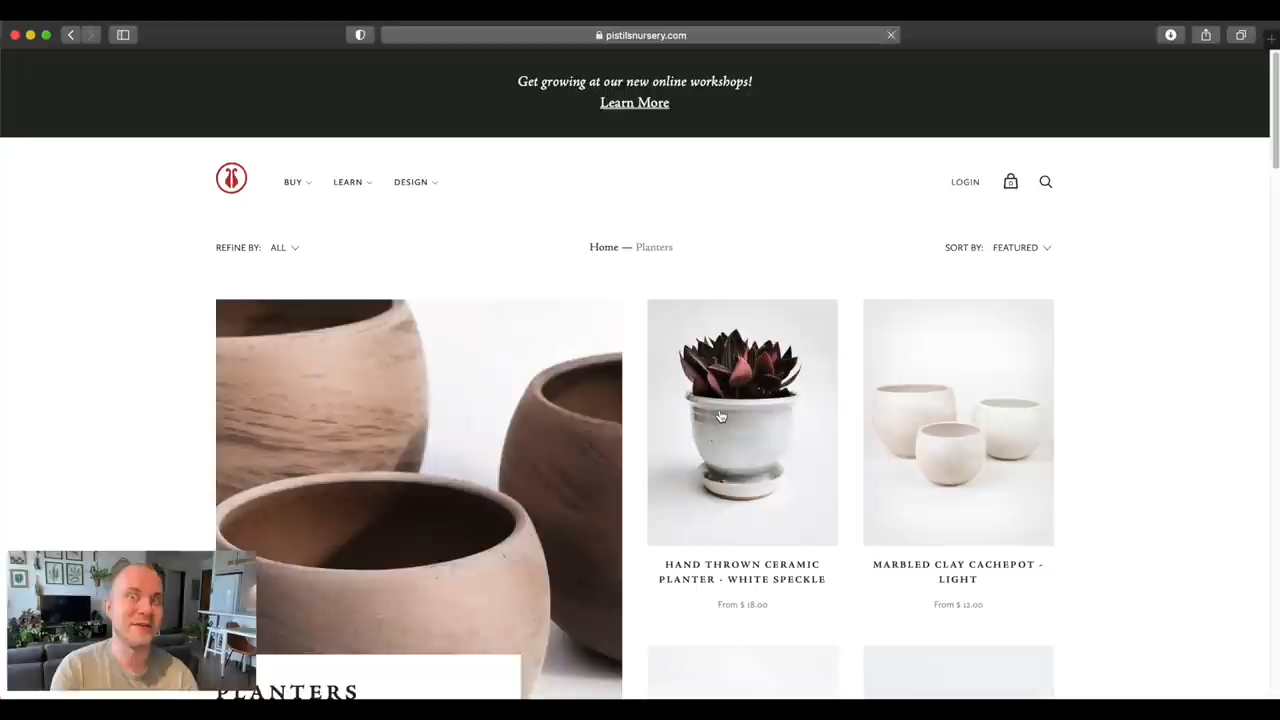 pistilsnursery.com
Get growing at our new online workshops!
Learn More
BUY
LEARN
DESIGN
LOGIN
0
REFINE BY: ALL
Home — Planters
SORT BY: FEATURED
HAND THROWN CERAMIC
PLANTER - WHITE SPECKLE
From $ 18.00
MARBLED CLAY CACHEPOT -
LIGHT
From $ 12.00
PLANTERS